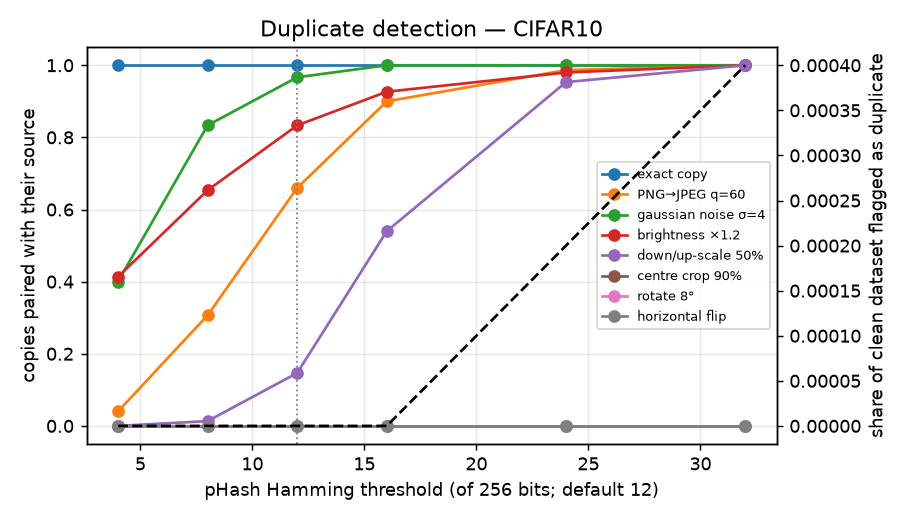 Duplicate detection — CIFAR10
copies paired with their source
1.0
0.8
0.6
0.4
0.2
0.0
0.00040
0.00035
0.00030
0.00025
0.00020
0.00015
0.00010
0.00005
0.00000
share of clean dataset flagged as duplicate
exact copy
PNG→JPEG q=60
gaussian noise σ=4
brightness ×1.2
down/up-scale 50%
centre crop 90%
rotate 8°
horizontal flip
5 10 15 20 25 30
pHash Hamming threshold (of 256 bits; default 12)